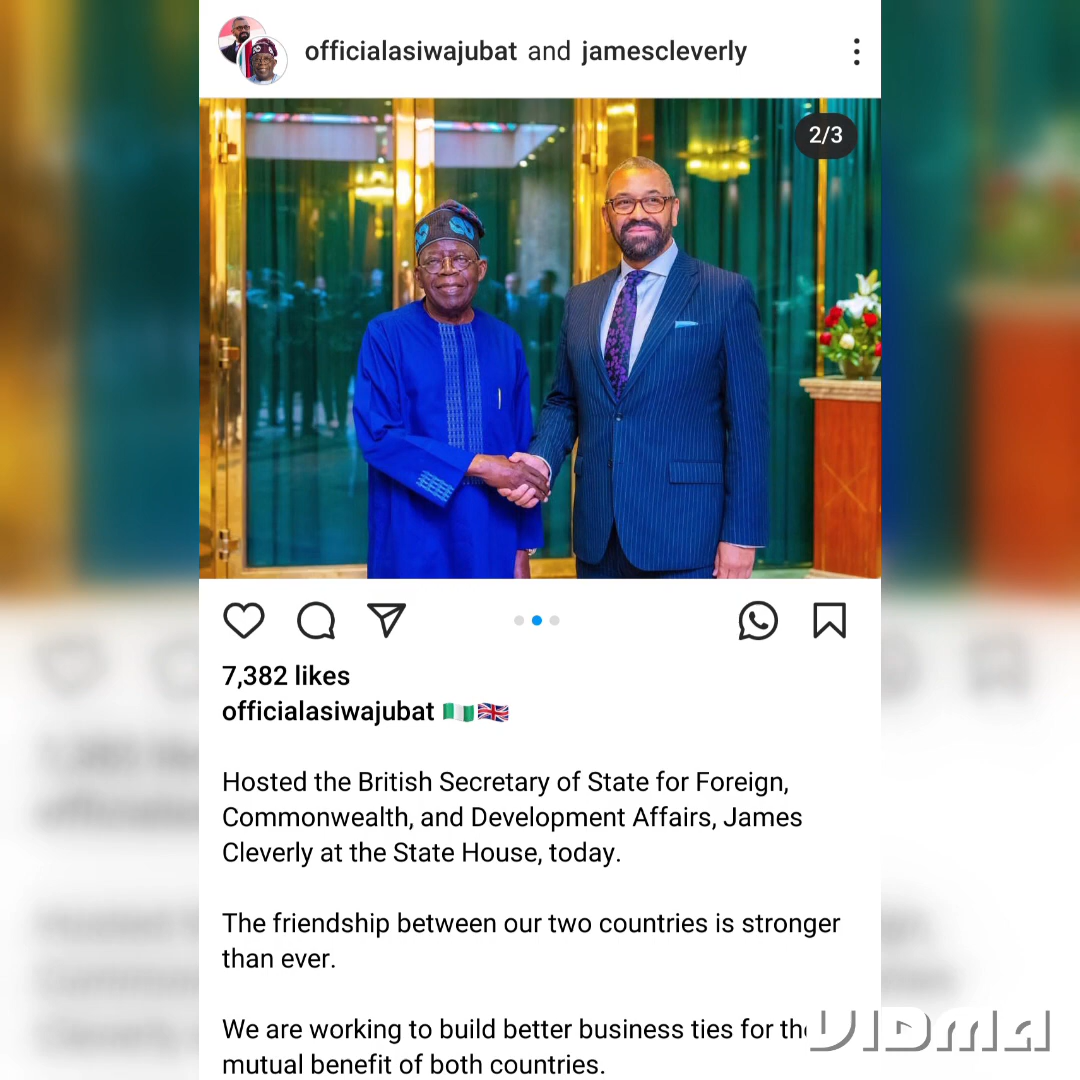 officialasiwajubat and jamescleverly
2/3
7,382 likes
officialasiwajubat 🇳🇬🇬🇧
Hosted the British Secretary of State for Foreign,
Commonwealth, and Development Affairs, James
Cleverly at the State House, today.
The friendship between our two countries is stronger
than ever.
We are working to build better business ties for the
mutual benefit of both countries.
VIDMA